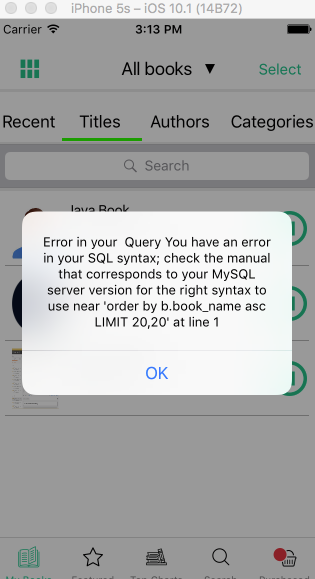 iPhone 5s – iOS 10.1 (14B72)
Carrier 3:13 PM
All books ▼ Select
Recent Titles Authors Categories
Search
Java Book
Error in your Query You have an error
in your SQL syntax; check the manual
that corresponds to your MySQL
server version for the right syntax to
use near 'order by b.book_name asc
LIMIT 20,20' at line 1
OK
My Books Featured Top Charts Search Purchased